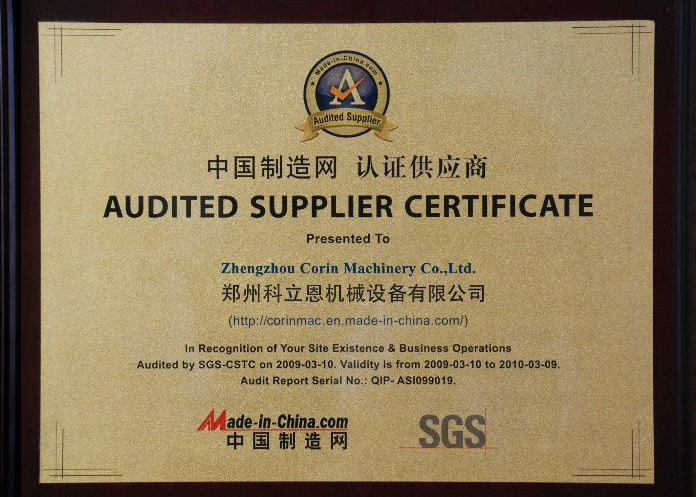 Made-in-China.com
Audited Supplier
中国制造网 认证供应商
AUDITED SUPPLIER CERTIFICATE
Presented To
Zhengzhou Corin Machinery Co.,Ltd.
郑州科立恩机械设备有限公司
(http://corinmac.en.made-in-china.com/)
In Recognition of Your Site Existence & Business Operations
Audited by SGS-CSTC on 2009-03-10. Validity is from 2009-03-10 to 2010-03-09.
Audit Report Serial No.: QIP- ASI099019.
Made-in-China.com
中国制造网
SGS